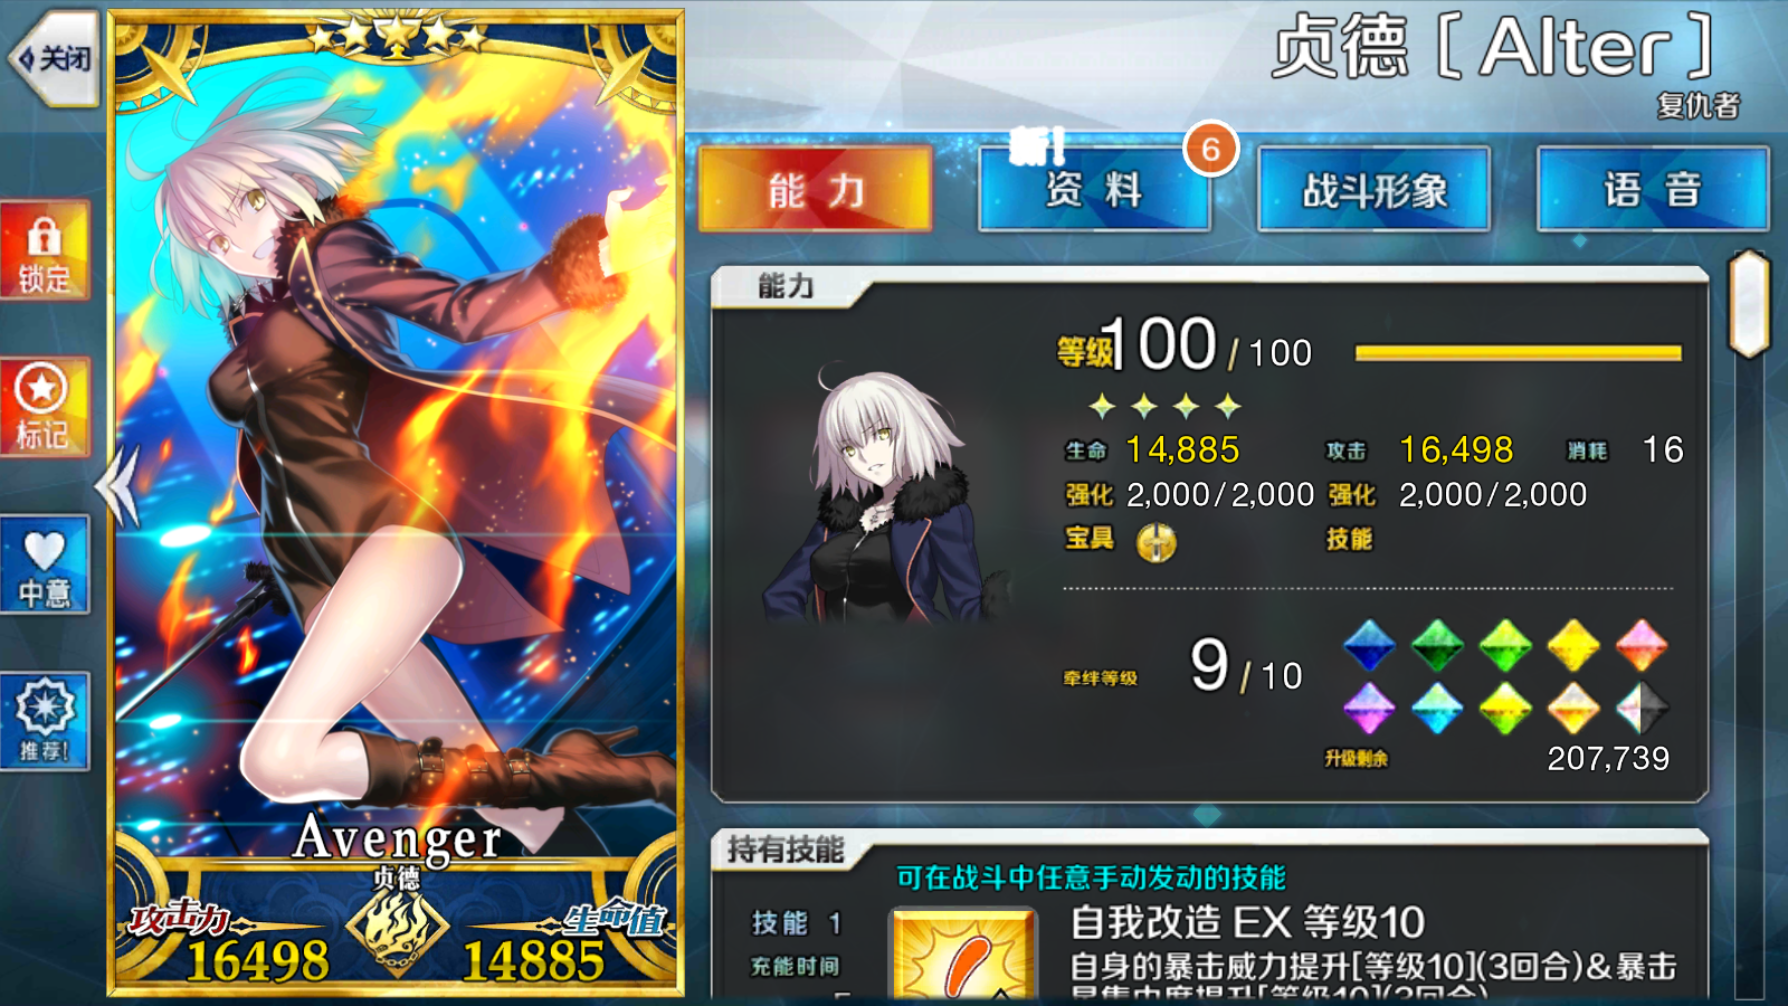 关闭
贞德〔Alter〕
复仇者
新!
6
能力
资料
战斗形象
语音
锁定
标记
中意
推荐!
Avenger
贞德
攻击力
生命值
16498
14885
能力
等级100/100
生命 14,885 攻击 16,498 消耗 16
强化 2,000/2,000 强化 2,000/2,000
宝具 技能
牵绊等级 9/10
升级剩余 207,739
持有技能
可在战斗中任意手动发动的技能
技能 1
自我改造 EX 等级10
充能时间
自身的暴击威力提升[等级10](3回合)&暴击
星集中度提升[等级10](3回合)